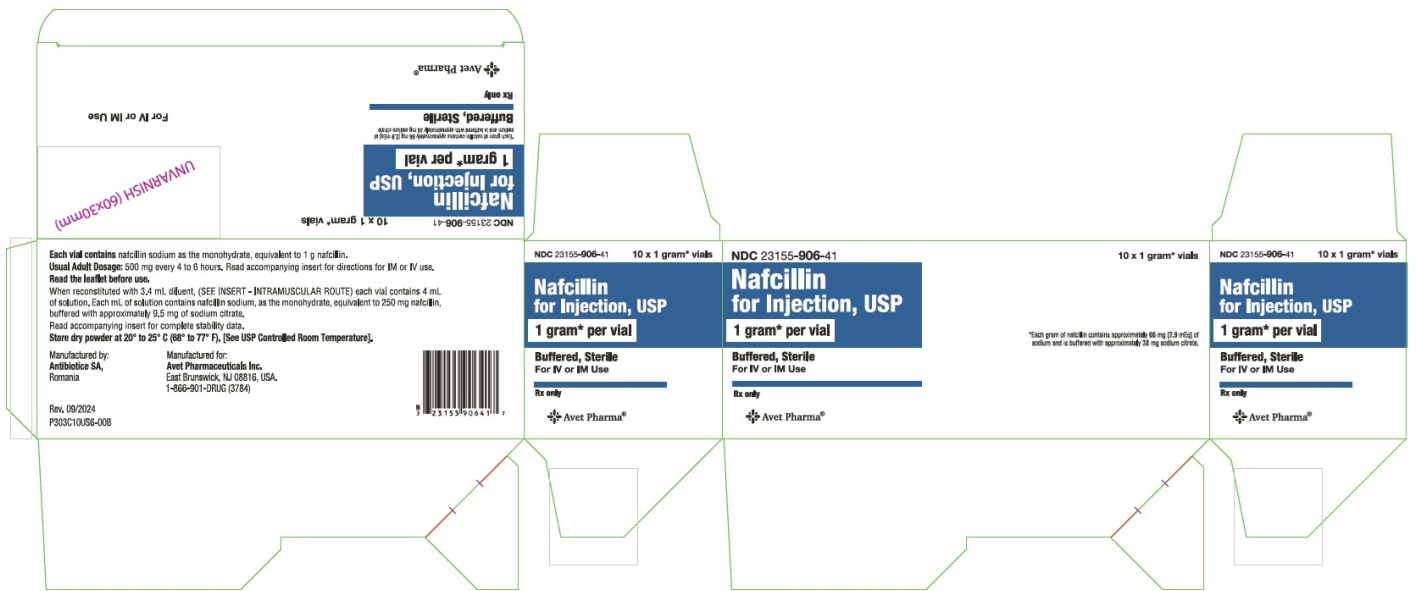 Avet Pharma®
Rx only
For IV or IM Use
Buffered, Sterile
*Each gram of nafcillin contains approximately 66 mg [2.9 mEq] of
sodium and is buffered with approximately 38 mg sodium citrate
1 gram* per vial
for Injection, USP
Nafcillin
UNVARNISH (60x30mm)
NDC 23155-906-41 10 x 1 gram* vials
Each vial contains nafcillin sodium as the monohydrate, equivalent to 1 g nafcillin.
Usual Adult Dosage: 500 mg every 4 to 6 hours. Read accompanying insert for directions for IM or IV use.
Read the leaflet before use.
When reconstituted with 3.4 mL diluent, (SEE INSERT - INTRAMUSCULAR ROUTE) each vial contains 4 mL
of solution. Each mL of solution contains nafcillin sodium, as the monohydrate, equivalent to 250 mg nafcillin,
buffered with approximately 9.5 mg of sodium citrate.
Read accompanying insert for complete stability data.
Store dry powder at 20° to 25° C (68° to 77° F). [See USP Controlled Room Temperature].
Manufactured by:
Antibiotice SA,
Romania
Manufactured for:
Avet Pharmaceuticals Inc.
East Brunswick, NJ 08816, USA.
1-866-901-DRUG (3784)
Rev. 09/2024
P303C10US6-00B
N
3 23155 90641 7
NDC 23155-906-41 10 x 1 gram* vials
Nafcillin
for Injection, USP
1 gram* per vial
Buffered, Sterile
For IV or IM Use
Rx only
Avet Pharma®
NDC 23155-906-41 10 x 1 gram* vials
Nafcillin
for Injection, USP
1 gram* per vial
*Each gram of nafcillin contains approximately 66 mg [2.9 mEq] of
sodium and is buffered with approximately 38 mg sodium citrate.
Buffered, Sterile
For IV or IM Use
Rx only
Avet Pharma®
NDC 23155-906-41 10 x 1 gram* vials
Nafcillin
for Injection, USP
1 gram* per vial
Buffered, Sterile
For IV or IM Use
Rx only
Avet Pharma®